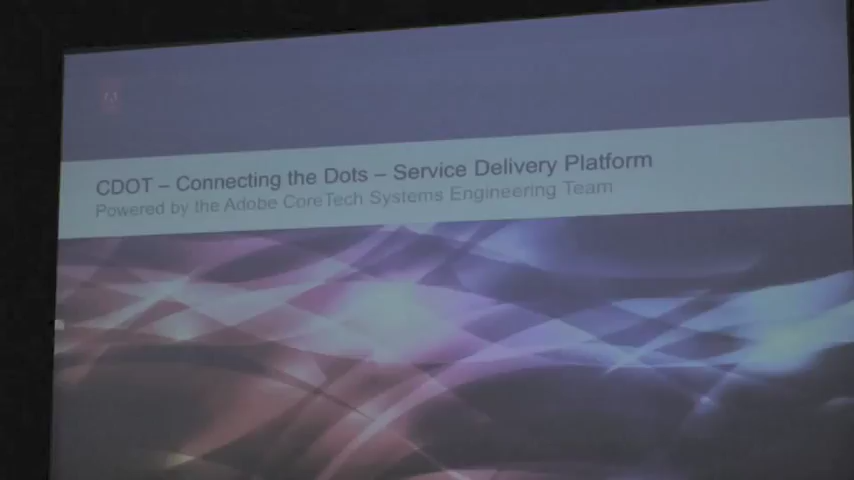 CDOT – Connecting the Dots – Service Delivery Platform
Powered by the Adobe CoreTech Systems Engineering Team